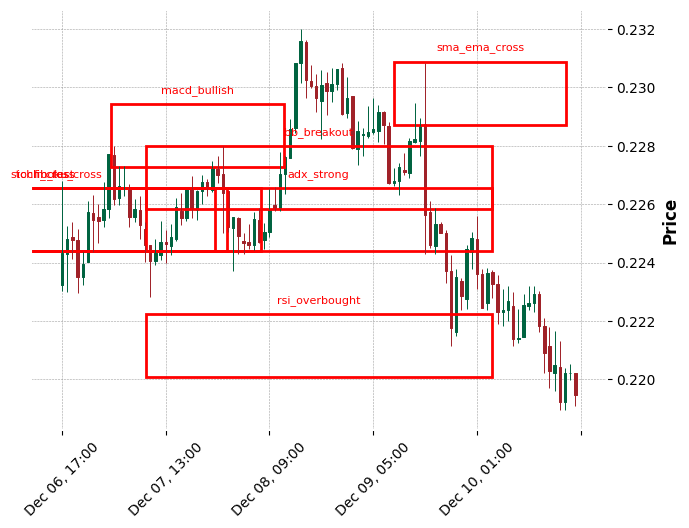 sma_ema_cross
macd_bullish
bb_breakout
adx_strong
rsi_overbought
0.232
0.230
0.228
0.226
0.224
0.222
0.220
Price
Dec 06, 17:00
Dec 07, 13:00
Dec 08, 09:00
Dec 09, 05:00
Dec 10, 01:00